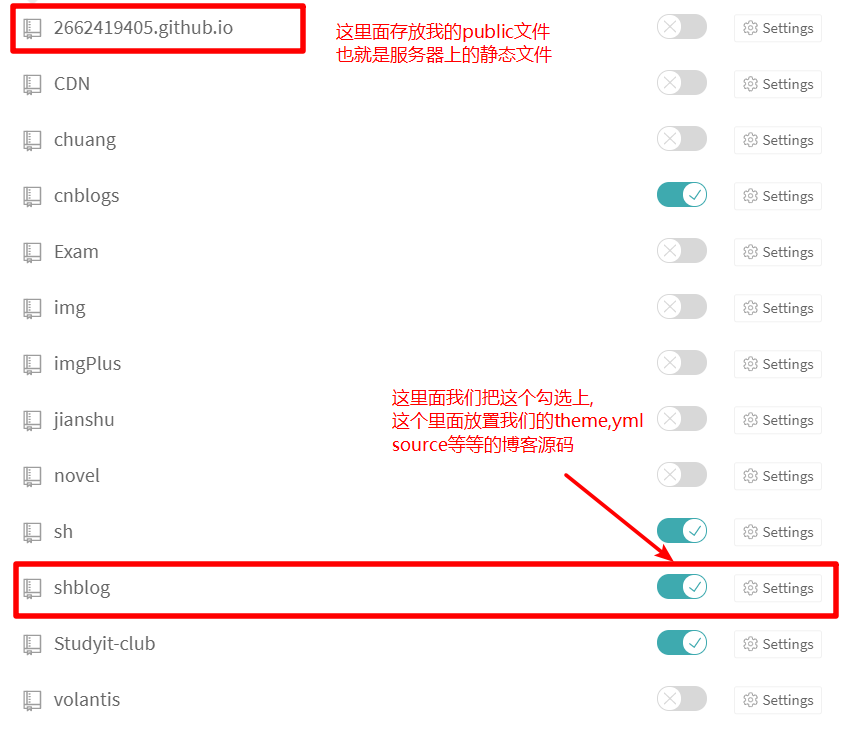 2662419405.github.io
这里面存放我的public文件
也就是服务器上的静态文件
Settings
CDN
Settings
chuang
Settings
cnblogs
Settings
Exam
Settings
img
Settings
imgPlus
Settings
这里面我们把这个勾选上,
这个里面放置我们的theme,yml
source等等的博客源码
jianshu
Settings
novel
Settings
sh
Settings
shblog
Settings
Studyit-club
Settings
volantis
Settings